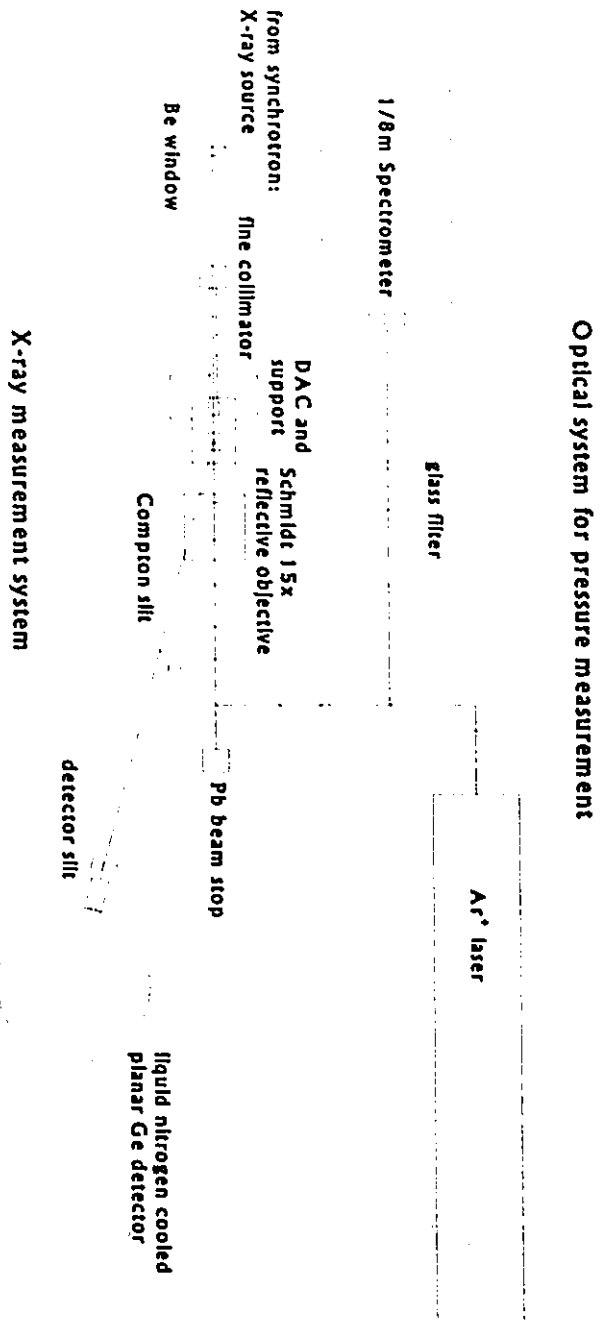 Optical system for pressure measurement
Ar⁺ laser
glass filter
1/8m Spectrometer
from synchrotron:
X-ray source
Be window
fine collimator
DAC and
support
Schmidt 15x
reflective objective
Pb beam stop
Compton slit
detector slit
liquid nitrogen cooled
planar Ge detector
X-ray measurement system